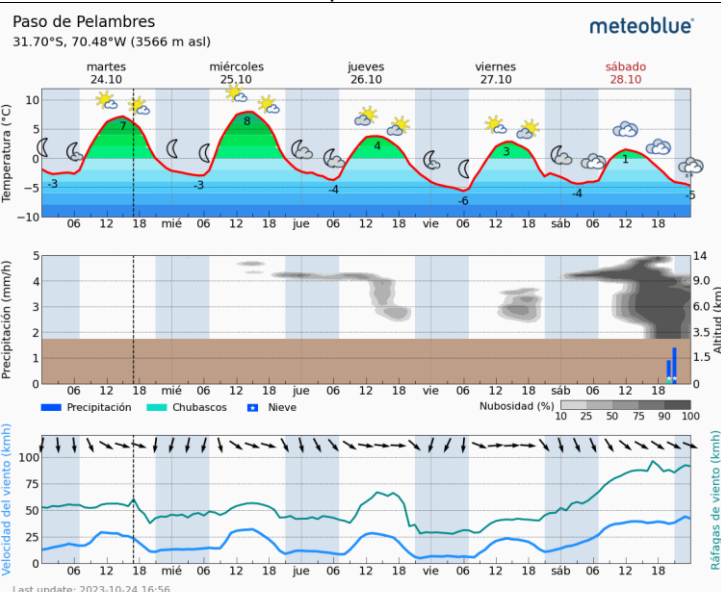 Paso de Pelambres
meteoblue
31.70°S, 70.48°W (3566 m asl)
martes miércoles jueves viernes sábado
24.10 25.10 26.10 27.10 28.10
Temperatura (°C)
10
5
0
−5
−10
7 8 4 3 1
-3 -3 -4 -6 -4 -5
06 12 18 mié 06 12 18 jue 06 12 18 vie 06 12 18 sáb 06 12 18
Precipitación (mm/h)
5
4
3
2
1
0
14
9.0
6.0
3.5
1.5
0
Altitud (km)
06 12 18 mié 06 12 18 jue 06 12 18 vie 06 12 18 sáb 06 12 18
Precipitación Chubascos Nieve
Nubosidad (%)
10 25 50 75 90 100
Velocidad del viento (kmh)
100
75
50
25
0
Ráfagas de viento (kmh)
06 12 18 mié 06 12 18 jue 06 12 18 vie 06 12 18 sáb 06 12 18
Last update: 2023-10-24 16:56